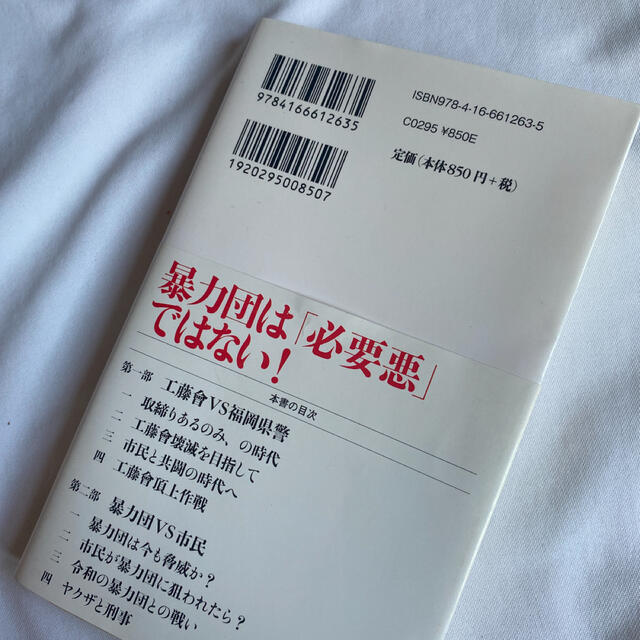 9784166612635
1920295008507
ISBN978-4-16-661263-5
C0295 ¥850E
定価(本体850円+税)
暴力団は「必要悪」
ではない!
本書の目次
第一部 工藤會VS福岡県警
一 取締りあるのみ、の時代
二 工藤會壊滅を目指して
三 市民と共闘の時代へ
四 工藤會頂上作戦
第二部 暴力団VS市民
一 暴力団は今も脅威か?
二 市民が暴力団に狙われたら?
三 令和の暴力団との戦い
四 ヤクザと刑事